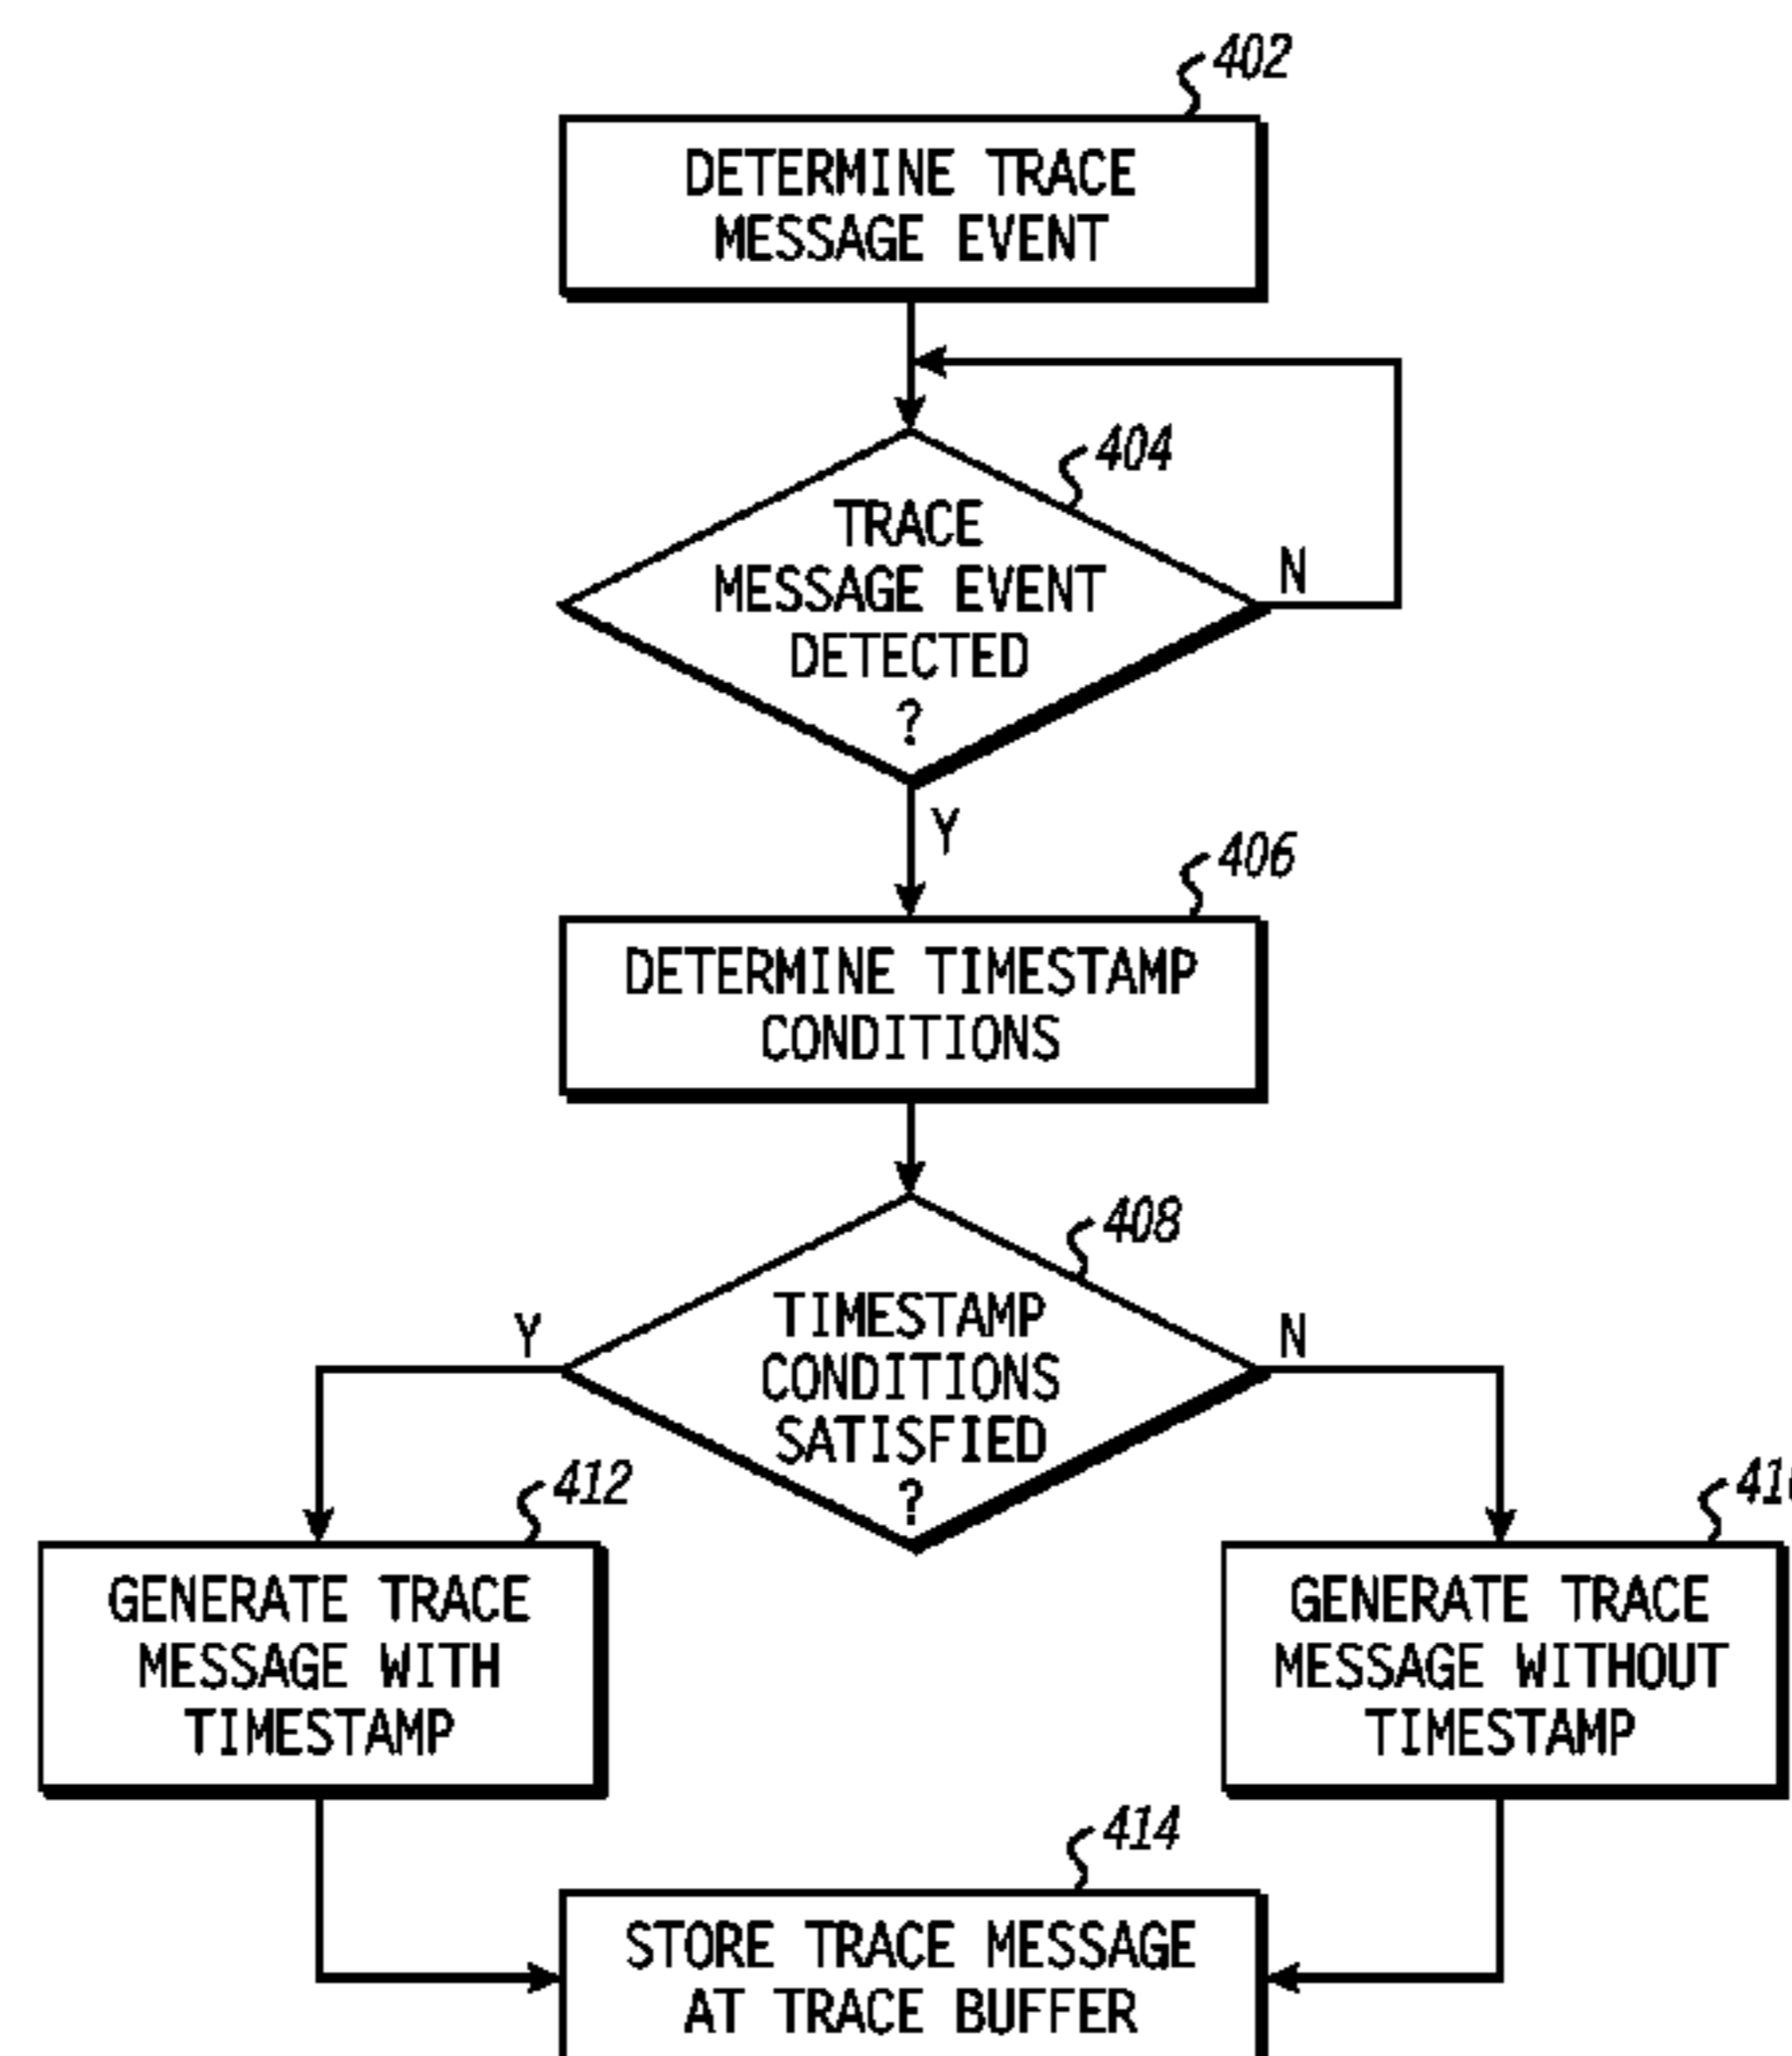 402
DETERMINE TRACE
MESSAGE EVENT
404
TRACE
MESSAGE EVENT
DETECTED
?
N
Y
406
DETERMINE TIMESTAMP
CONDITIONS
408
TIMESTAMP
CONDITIONS
SATISFIED
?
Y
N
412
GENERATE TRACE
MESSAGE WITH
TIMESTAMP
GENERATE TRACE
MESSAGE WITHOUT
TIMESTAMP
414
STORE TRACE MESSAGE
AT TRACE BUFFER